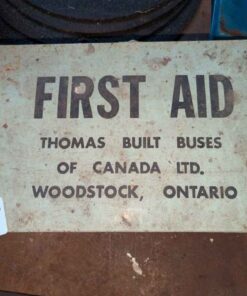 FIRST AID
THOMAS BUILT BUSES
OF CANADA LTD.
WOODSTOCK, ONTARIO